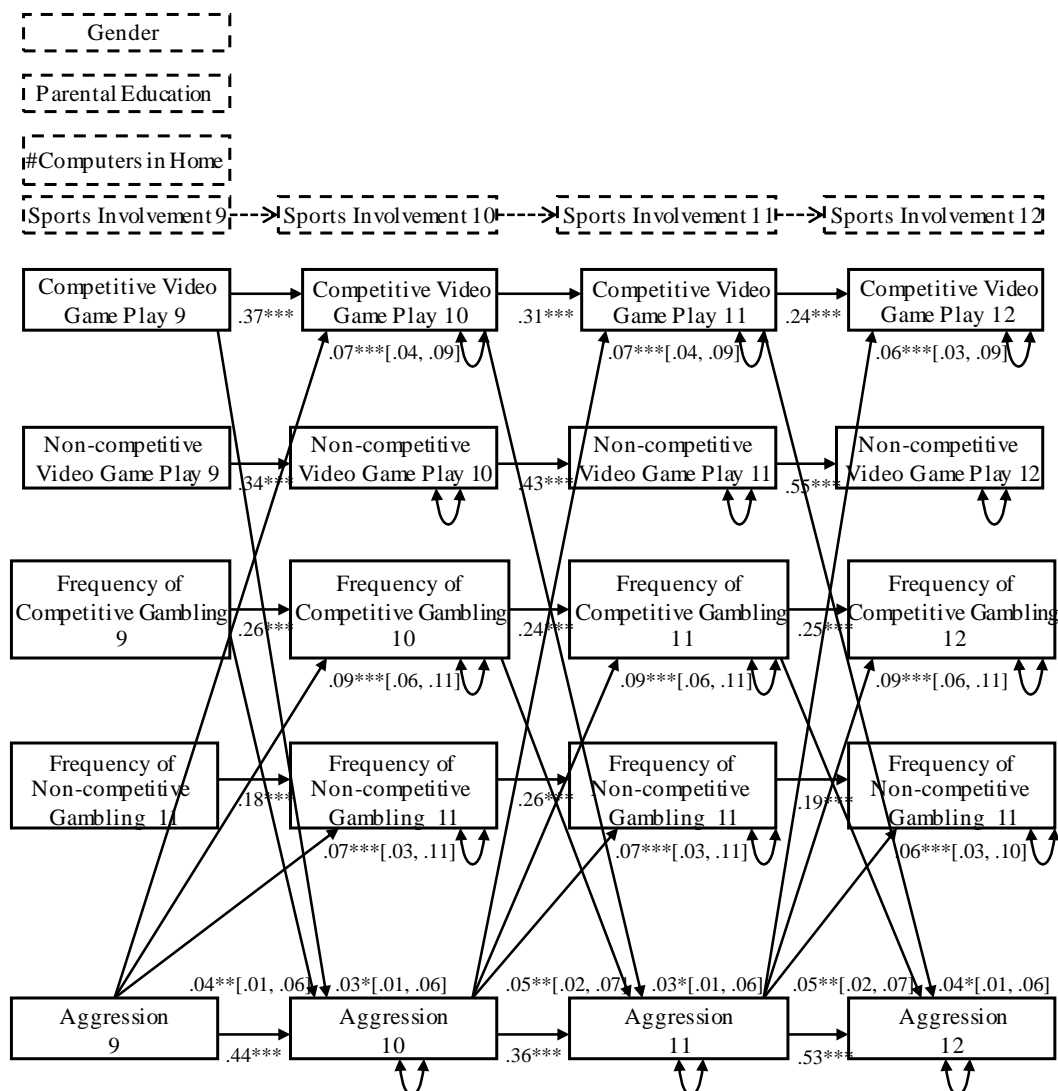 Gender
Parental Education
#Computers in Home
Sports Involvement 9
Sports Involvement 10
Sports Involvement 11
Sports Involvement 12
Competitive Video
Game Play 9
Competitive Video
Game Play 10
Competitive Video
Game Play 11
Competitive Video
Game Play 12
.37***
.31***
.24***
.07***[.04, .09]
.07***[.04, .09]
.06***[.03, .09]
Non-competitive
Video Game Play 9
Non-competitive
Video Game Play 10
Non-competitive
Video Game Play 11
Non-competitive
Video Game Play 12
.34***
.43***
.55***
Frequency of
Competitive Gambling
9
Frequency of
Competitive Gambling
10
Frequency of
Competitive Gambling
11
Frequency of
Competitive Gambling
12
.26***
.24***
.25***
.09***[.06, .11]
.09***[.06, .11]
.09***[.06, .11]
Frequency of
Non-competitive
Gambling 11
Frequency of
Non-competitive
Gambling 11
Frequency of
Non-competitive
Gambling 11
Frequency of
Non-competitive
Gambling 11
.18***
.26***
.19***
.07***[.03, .11]
.07***[.03, .11]
.06***[.03, .10]
.04**[.01, .06]
.03*[.01, .06]
.05**[.02, .07]
.03*[.01, .06]
.05**[.02, .07]
.04*[.01, .06]
Aggression
9
Aggression
10
Aggression
11
Aggression
12
.44***
.36***
.53***